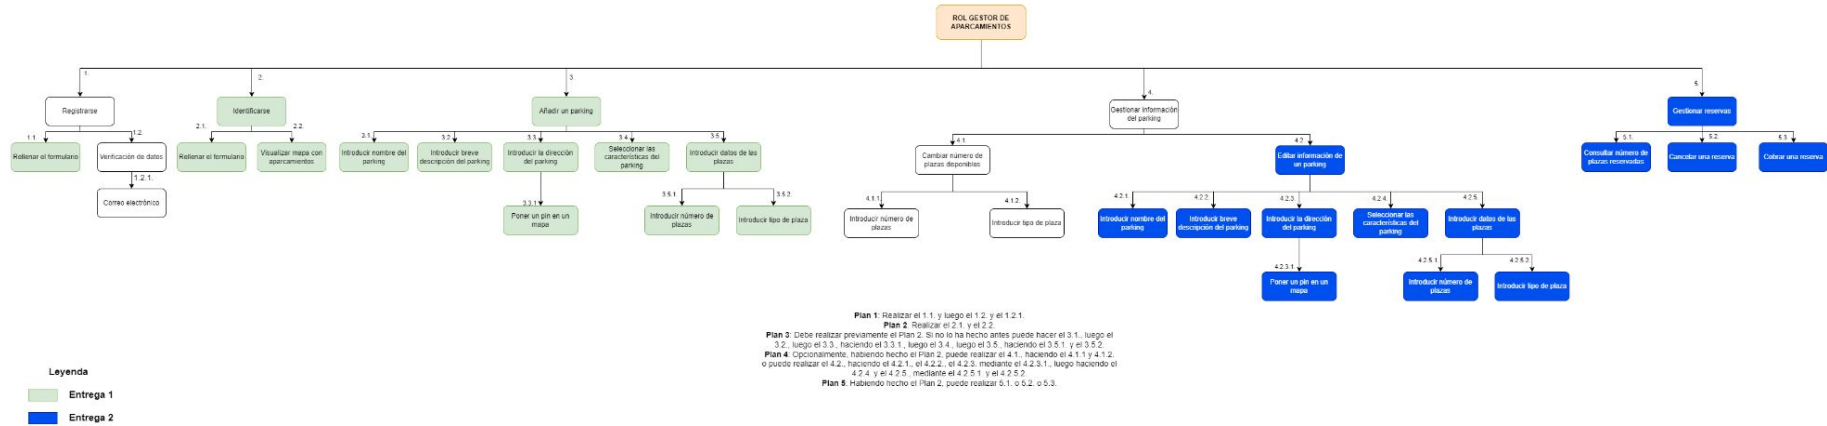 ROL GESTOR DE
APARCAMIENTOS
1.
2.
3.
4.
5.
Registrarse
Identificarse
Añadir un parking
Gestionar información
del parking
Gestionar reservas
1.1.
1.2.
2.1.
2.2.
3.1.
3.2.
3.3.
3.4.
3.5.
4.1.
4.2.
5.1.
5.2.
5.3.
Rellenar el formulario
Verificación de datos
Rellenar el formulario
Visualizar mapa con
aparcamientos
Introducir nombre del
parking
Introducir breve
descripción del parking
Introducir la dirección
del parking
Seleccionar las
características del
parking
Introducir datos de las
plazas
Cambiar número de
plazas disponibles
Editar información de
un parking
Consultar número de
plazas reservadas
Cancelar una reserva
Cobrar una reserva
1.2.1.
3.3.1
3.5.1.
3.5.2.
4.1.1.
4.1.2.
4.2.1.
4.2.2.
4.2.3.
4.2.4.
4.2.5.
Correo electrónico
Poner un pin en un
mapa
Introducir número de
plazas
Introducir tipo de plaza
Introducir número de
plazas
Introducir tipo de plaza
Introducir nombre del
parking
Introducir breve
descripción del parking
Introducir la dirección
del parking
Seleccionar las
características del
parking
Introducir datos de las
plazas
4.2.3.1.
4.2.5.1.
4.2.5.2.
Poner un pin en un
mapa
Introducir número de
plazas
Introducir tipo de plaza
Plan 1: Realizar el 1.1. y luego el 1.2. y el 1.2.1.
Plan 2: Realizar el 2.1. y el 2.2.
Plan 3: Debe realizar previamente el Plan 2. Si no lo ha hecho antes puede hacer el 3.1., luego el
3.2., luego el 3.3., haciendo el 3.3.1., luego el 3.4., luego el 3.5., haciendo el 3.5.1. y el 3.5.2.
Plan 4: Opcionalmente, habiendo hecho el Plan 2, puede realizar el 4.1., haciendo el 4.1.1 y 4.1.2.
o puede realizar el 4.2., haciendo el 4.2.1., el 4.2.2., el 4.2.3. mediante el 4.2.3.1., luego haciendo el
4.2.4. y el 4.2.5., mediante el 4.2.5.1. y el 4.2.5.2
Plan 5: Habiendo hecho el Plan 2, puede realizar 5.1. o 5.2. o 5.3.
Leyenda
Entrega 1
Entrega 2